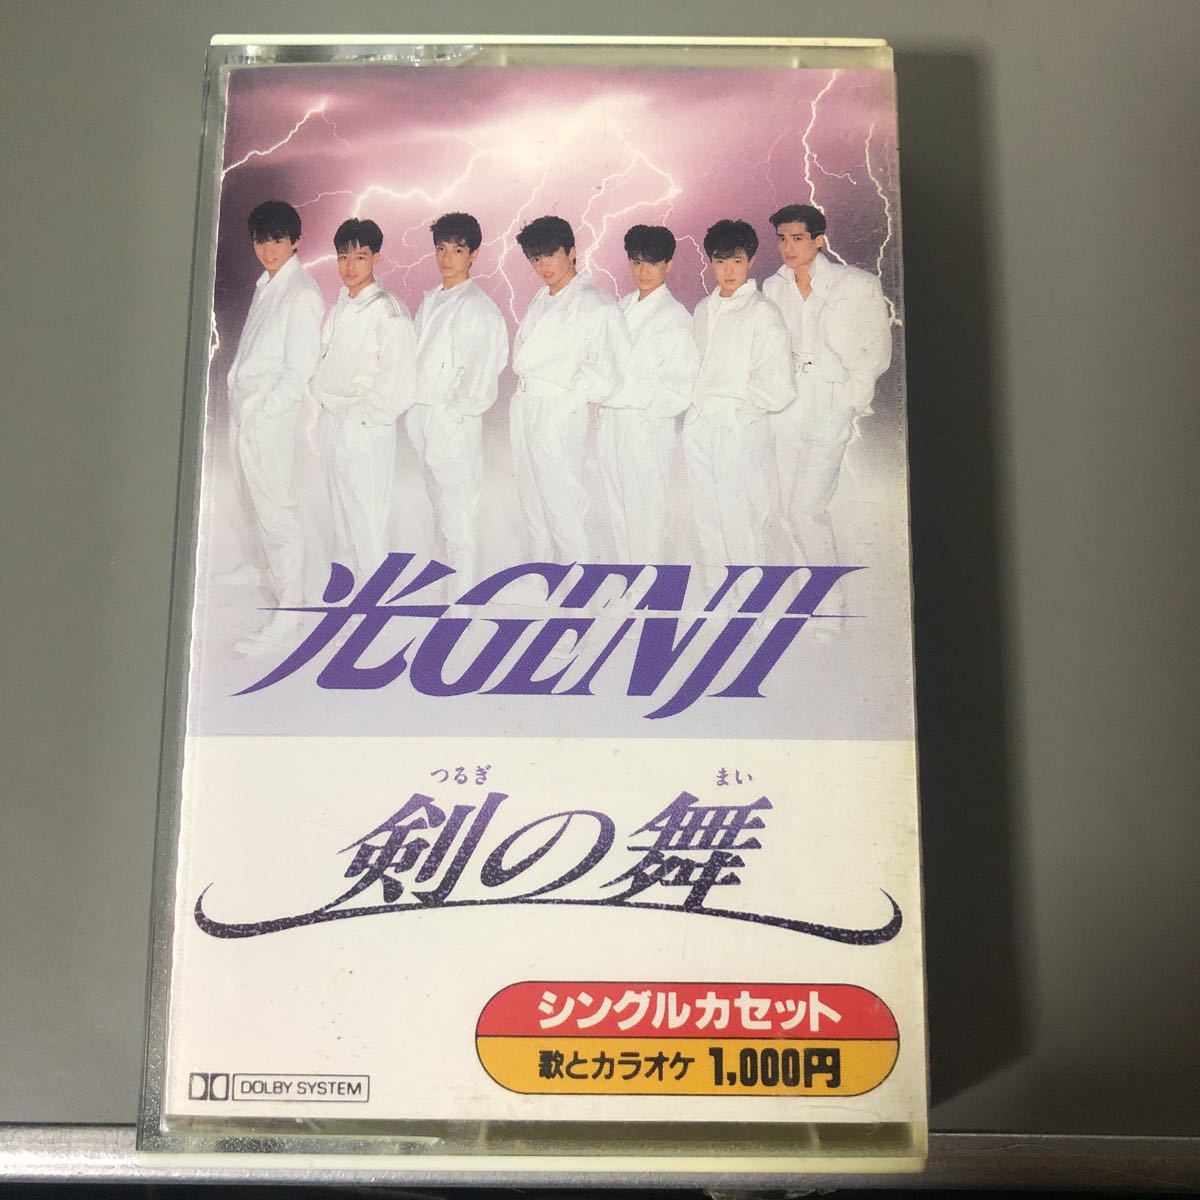 光GENJI
つるぎ まい
剣の舞
シングルカセット
歌とカラオケ 1,000円
DOLBY SYSTEM